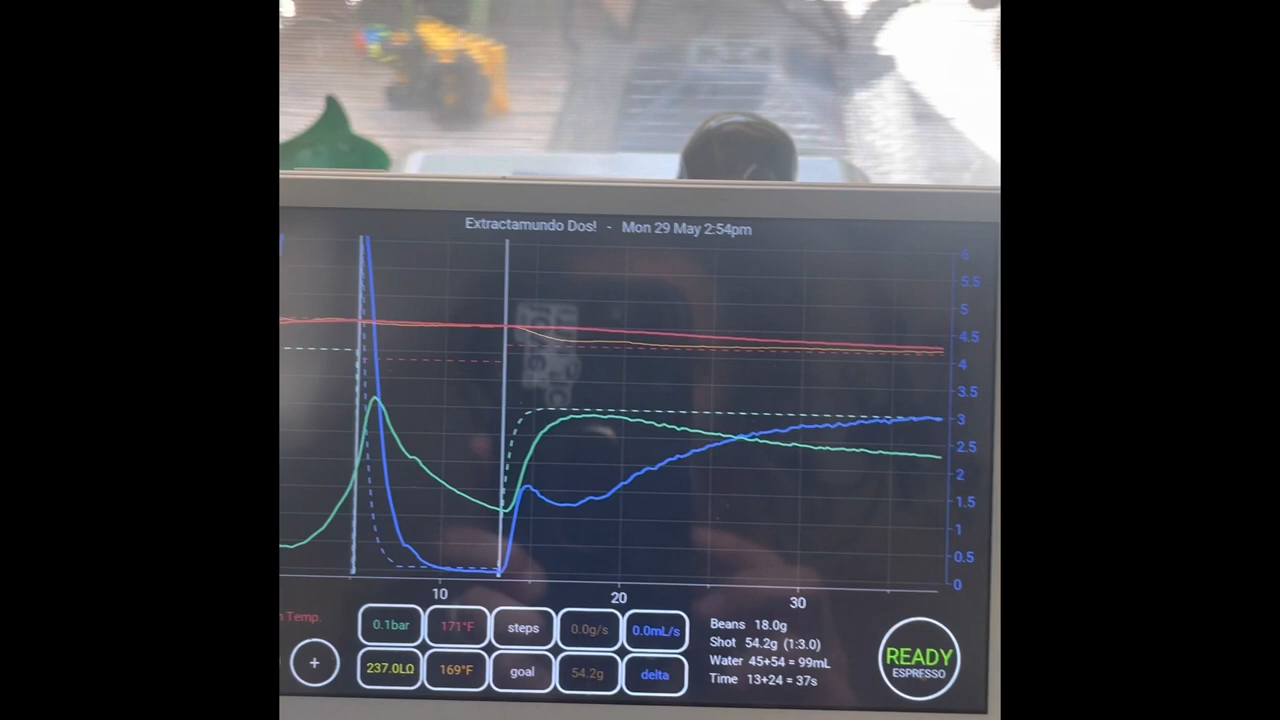 Extractamundo Dos! - Mon 29 May 2:54pm
6
5.5
5
4.5
4
3.5
3
2.5
2
1.5
1
0.5
0
10 20 30
Temp.
0.1bar 171°F steps 0.0g/s 0.0mL/s
+
237.0LΩ 169°F goal 54.2g delta
Beans 18.0g
Shot 54.2g (1:3.0)
Water 45+54 = 99mL
Time 13+24 = 37s
READY
ESPRESSO